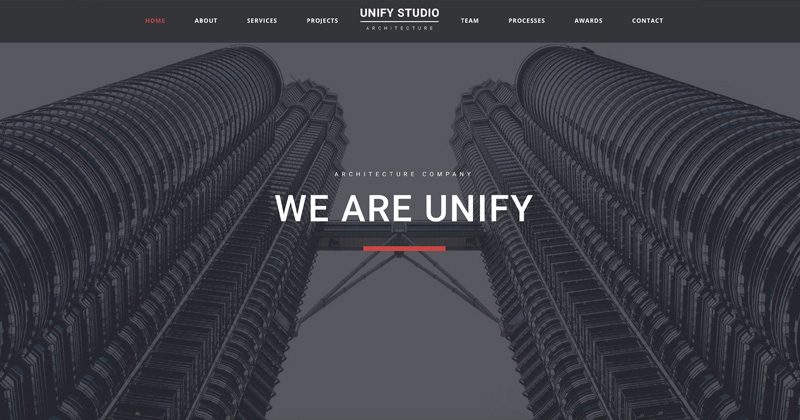 HOME ABOUT SERVICES PROJECTS
UNIFY STUDIO
ARCHITECTURE
TEAM PROCESSES AWARDS CONTACT
ARCHITECTURE COMPANY
WE ARE UNIFY